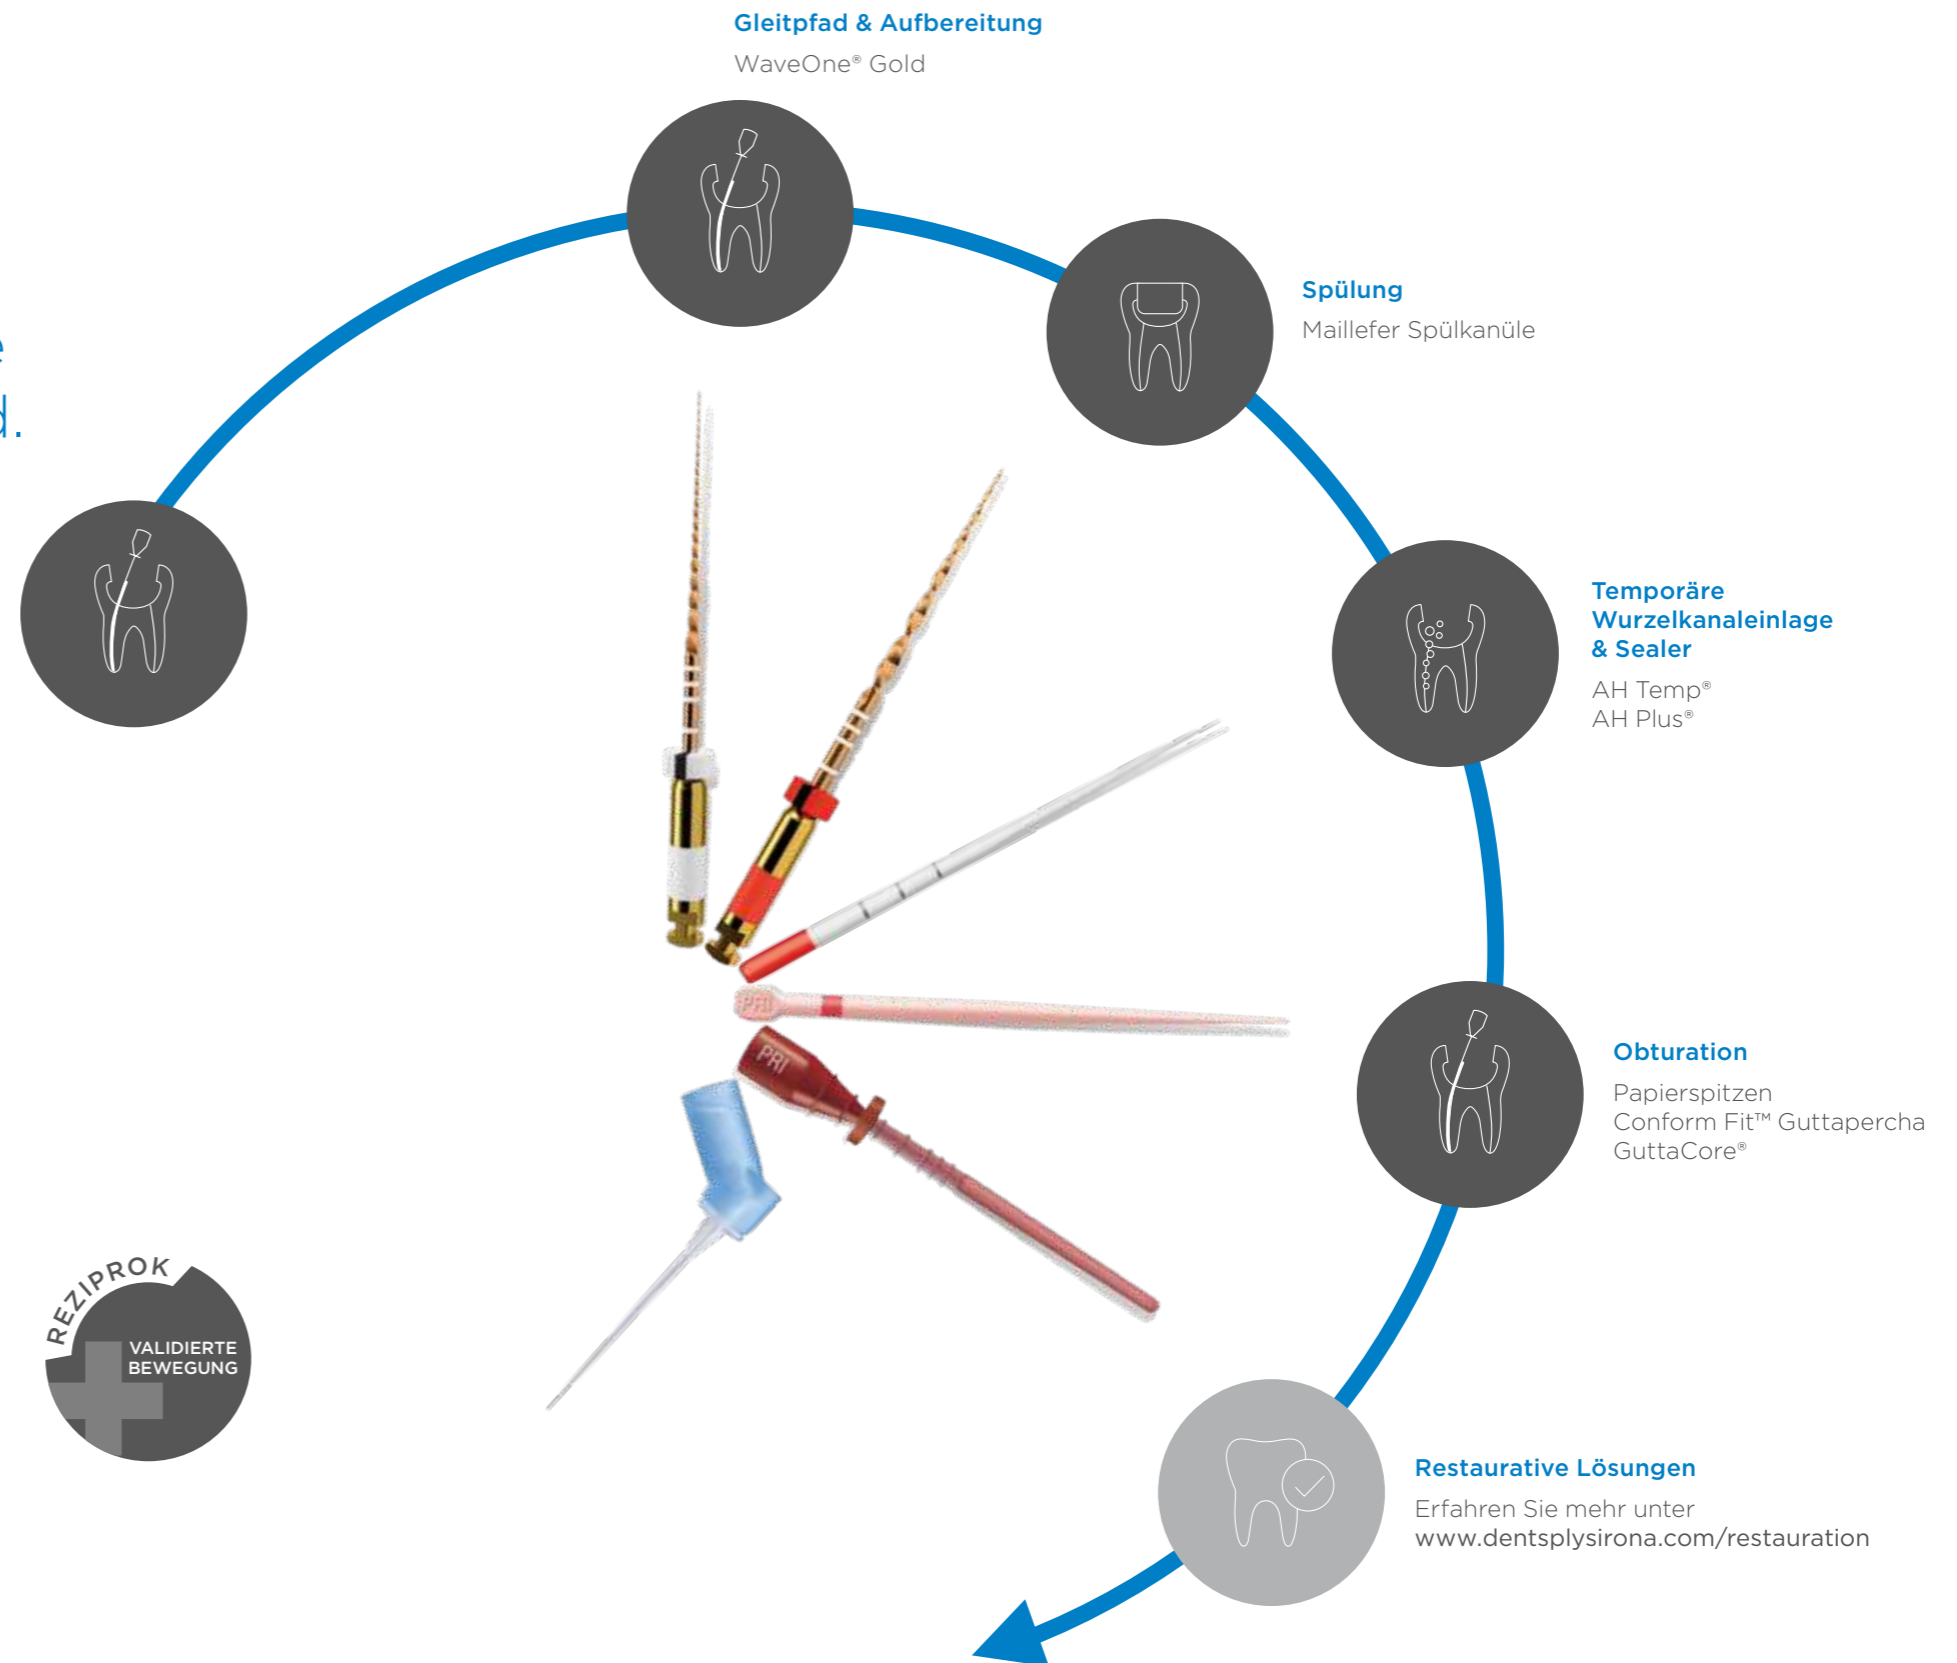 Gleitpfad & Aufbereitung
WaveOne® Gold
Spülung
Maillefer Spülkanüle
d.
Temporäre
Wurzelkanaleinlage
& Sealer
AH Temp®
AH Plus®
PRI
PRI
Obturation
Papierspitzen
Conform Fit™ Guttapercha
GuttaCore®
REZIPROK
VALIDIERTE
BEWEGUNG
Restaurative Lösungen
Erfahren Sie mehr unter
www.dentsplysirona.com/restauration